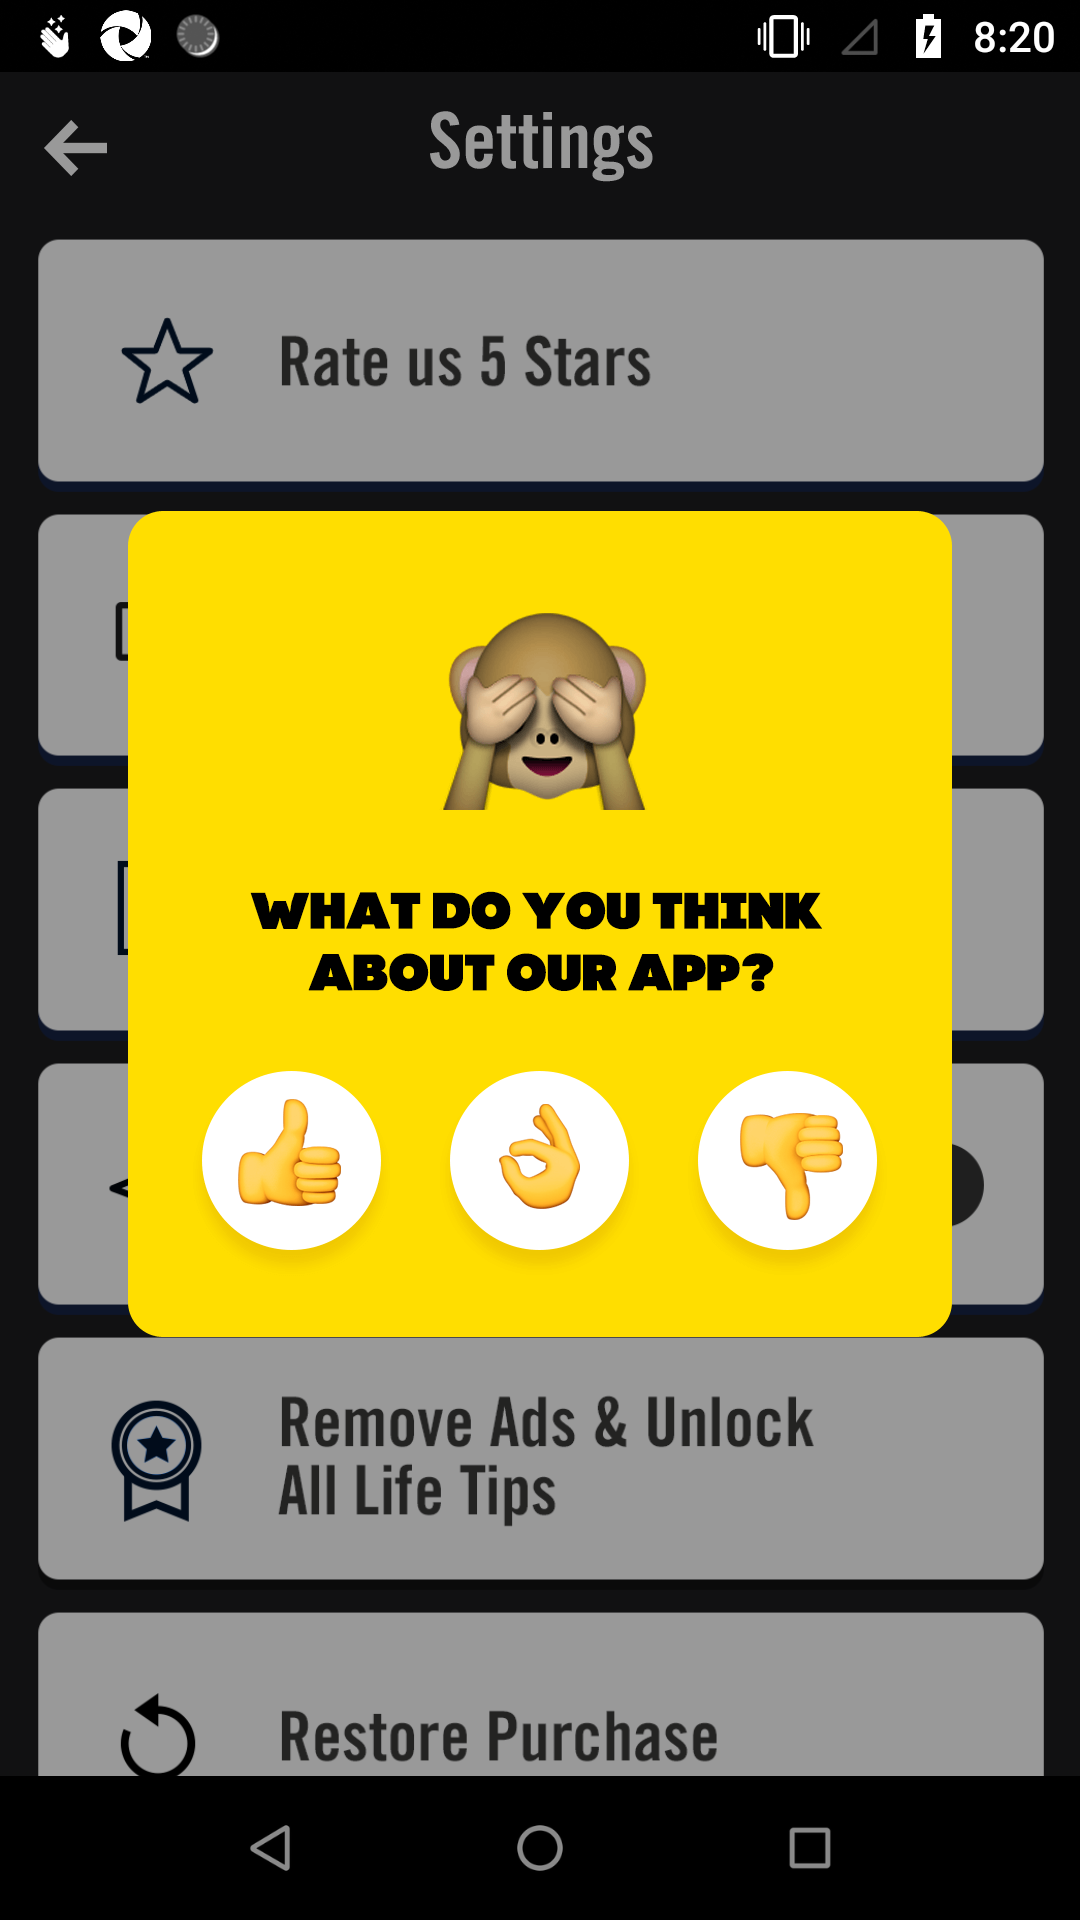 8:20
Settings
Rate us 5 Stars
WHAT DO YOU THINK
ABOUT OUR APP?
Remove Ads & Unlock
All Life Tips
Restore Purchase